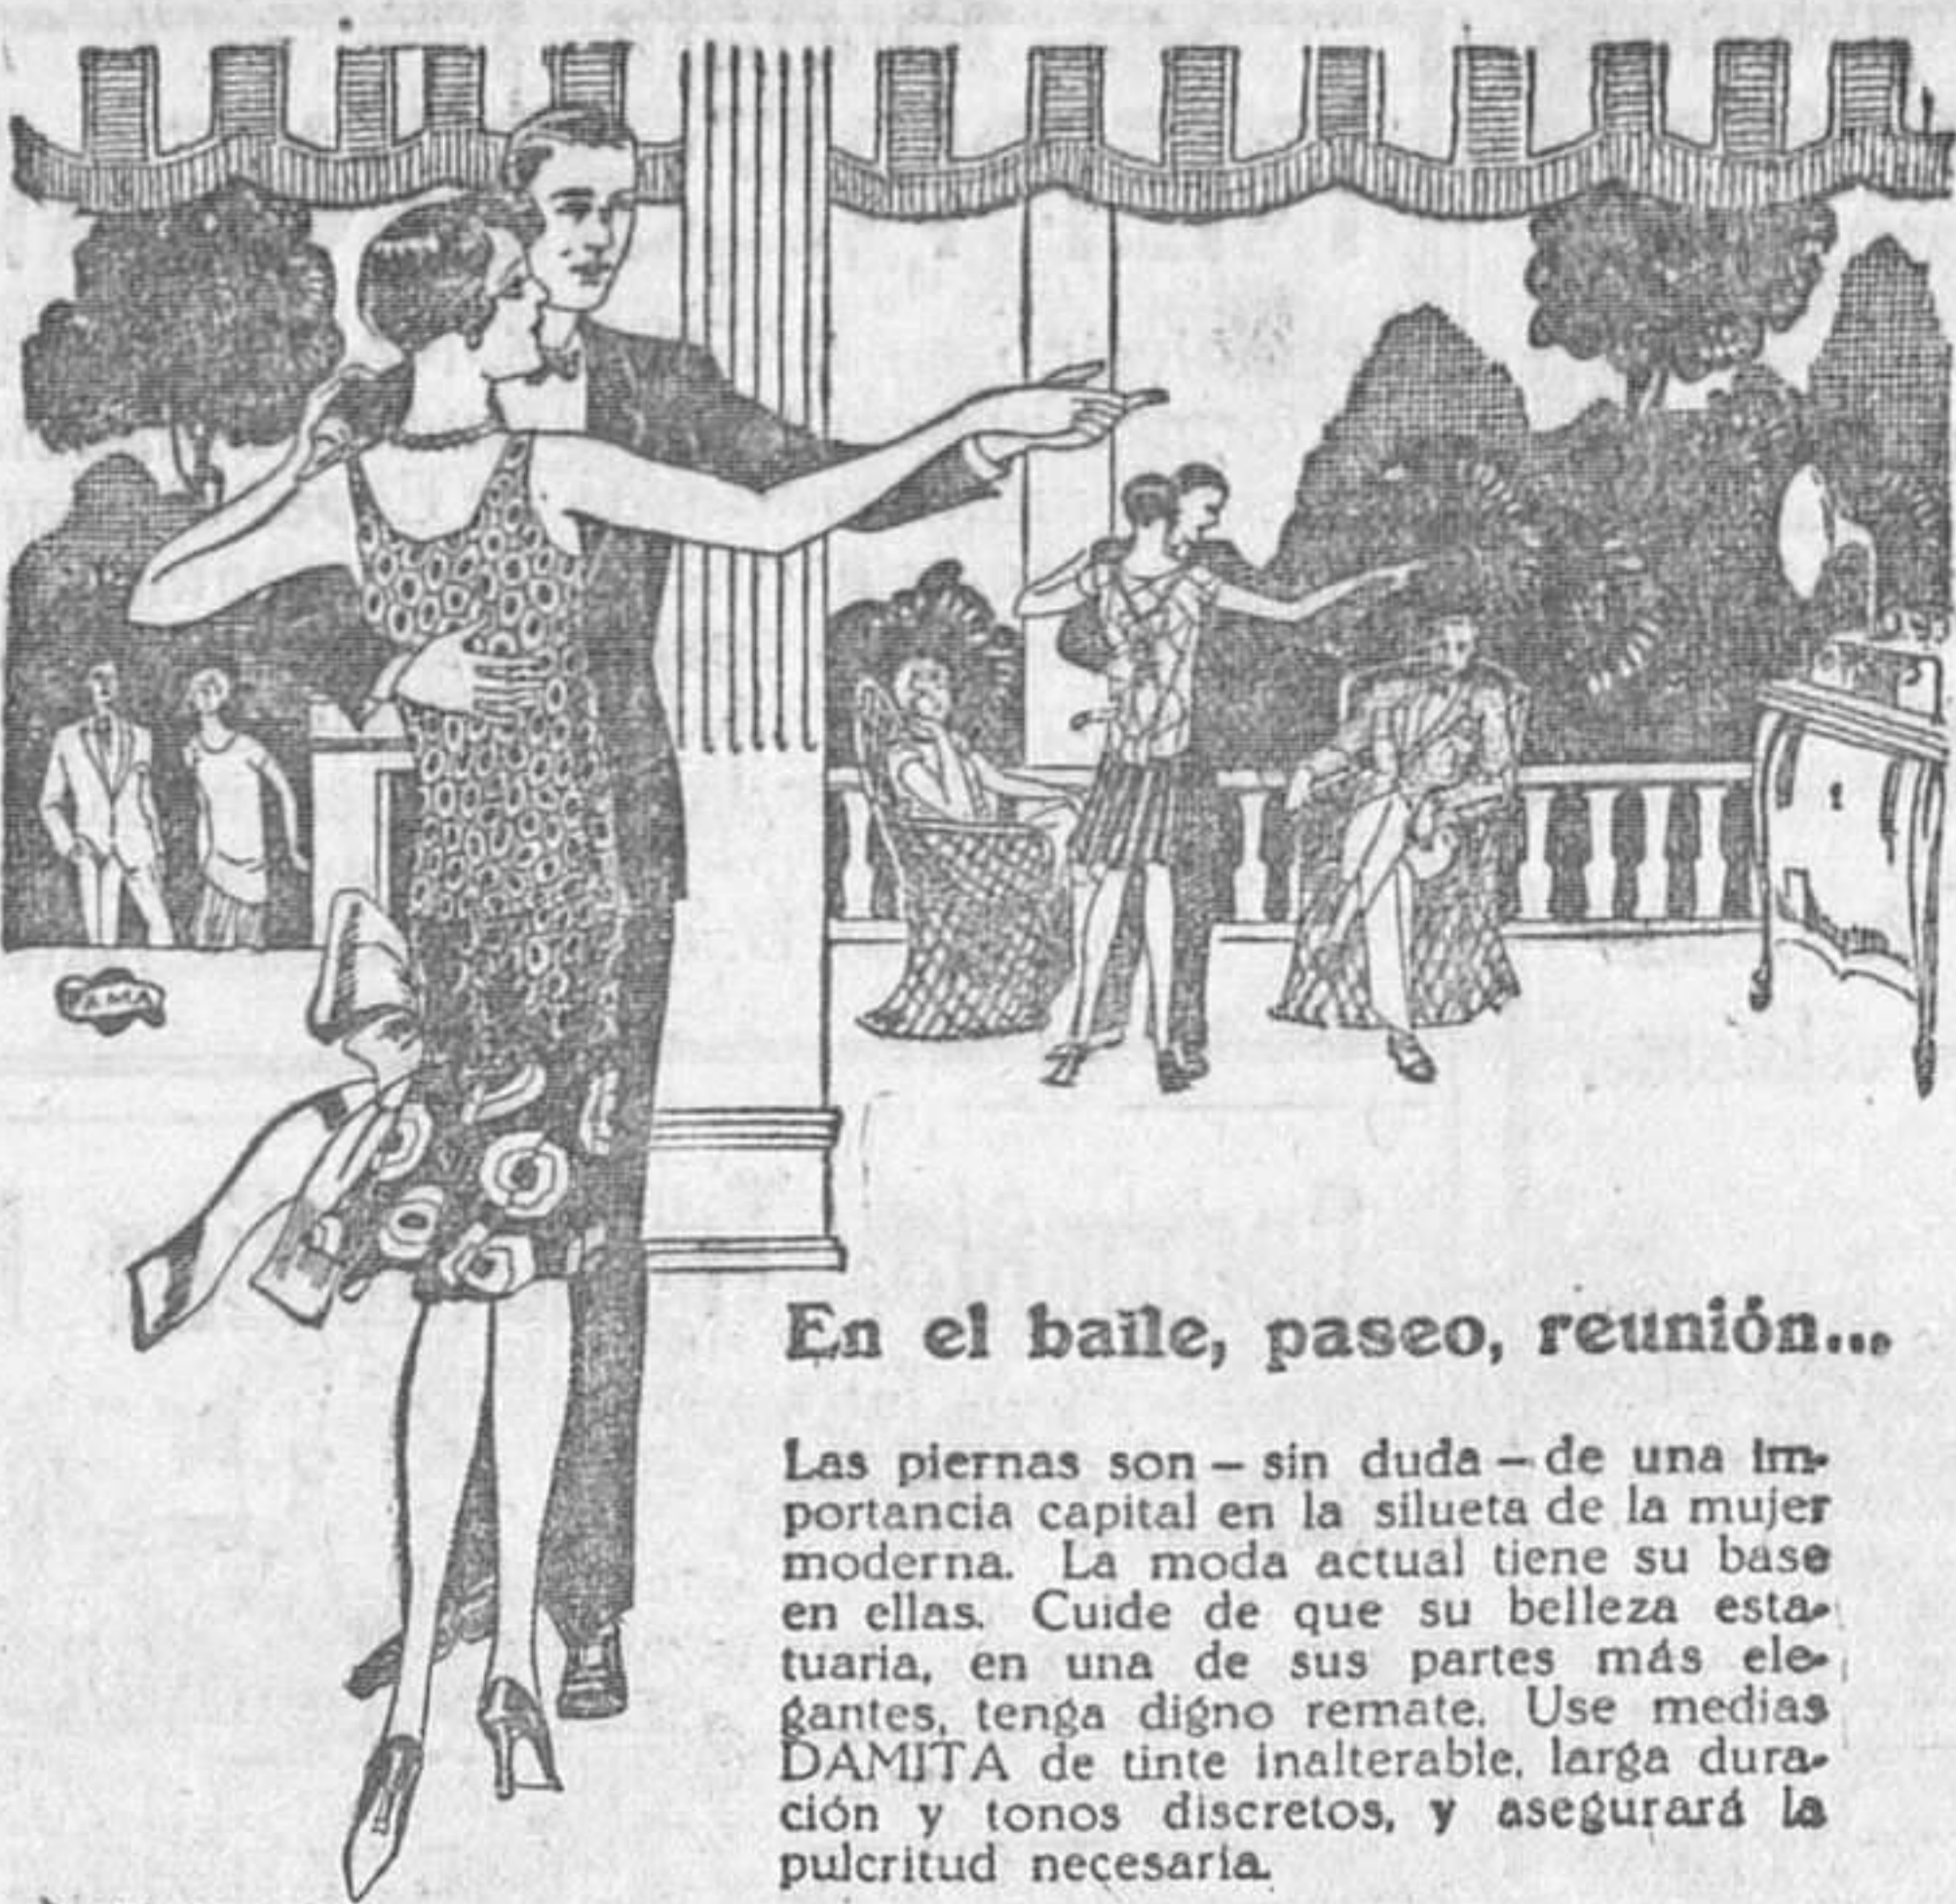 FAMA
En el baile, paseo, reunión...
Las piernas son – sin duda – de una im-
portancia capital en la silueta de la mujer
moderna. La moda actual tiene su base
en ellas. Cuide de que su belleza esta-
tuaria, en una de sus partes más ele-
gantes, tenga digno remate. Use medias
DAMITA de tinte inalterable, larga dura-
ción y tonos discretos, y asegurará la
pulcritud necesaria.